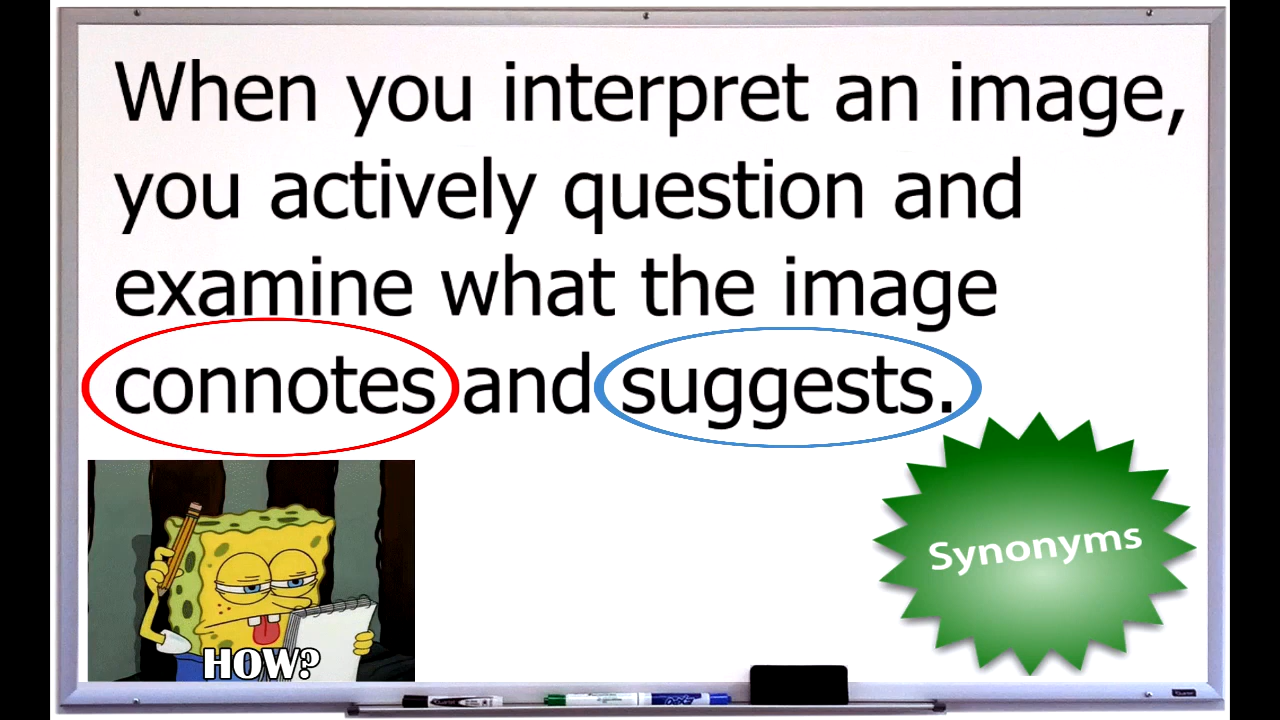 When you interpret an image,
you actively question and
examine what the image
connotes and suggests.
Synonyms
HOW?